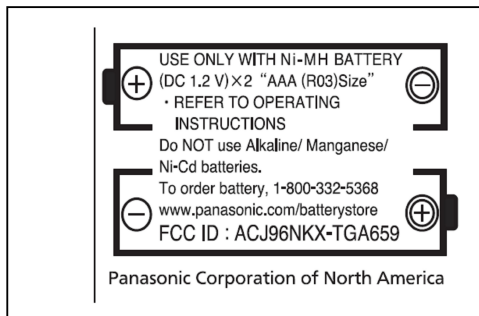 USE ONLY WITH Ni-MH BATTERY
(DC 1.2 V)×2 “AAA (R03)Size”
・REFER TO OPERATING
INSTRUCTIONS
Do NOT use Alkaline/ Manganese/
Ni-Cd batteries.
To order battery, 1-800-332-5368
www.panasonic.com/batterystore
FCC ID : ACJ96NKX-TGA659
Panasonic Corporation of North America